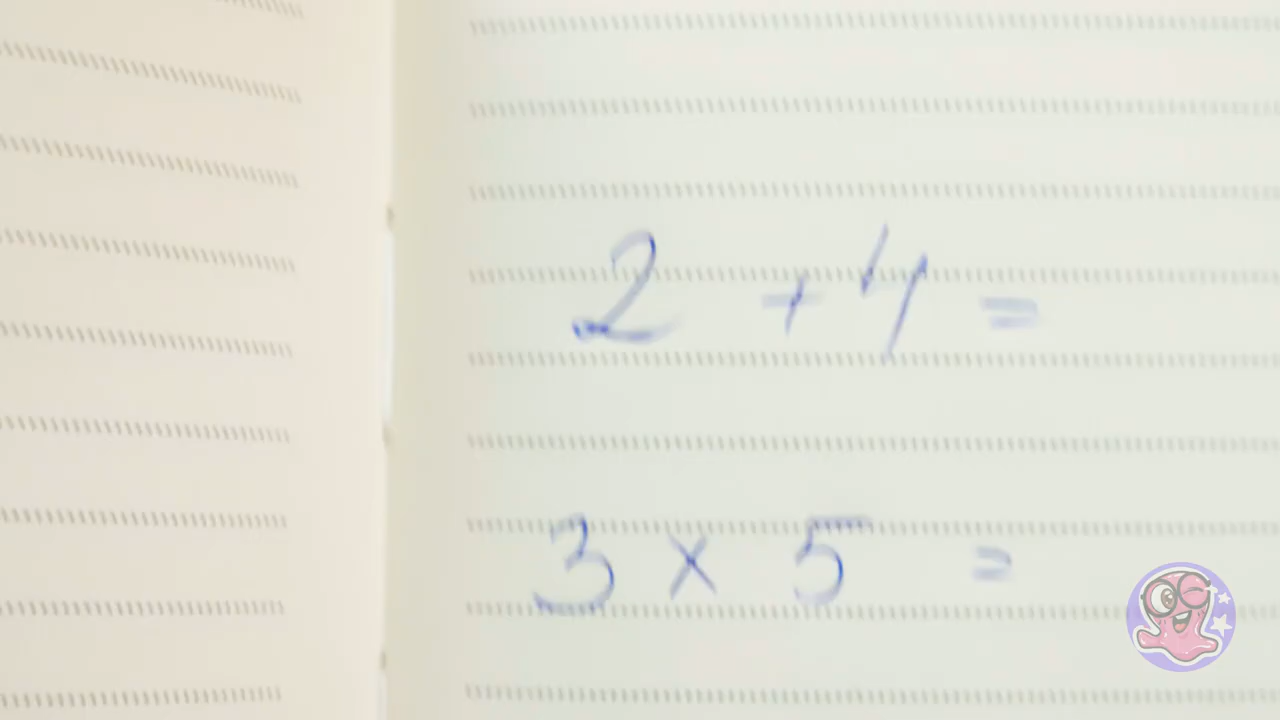 2 + 4 =
3 × 5 =